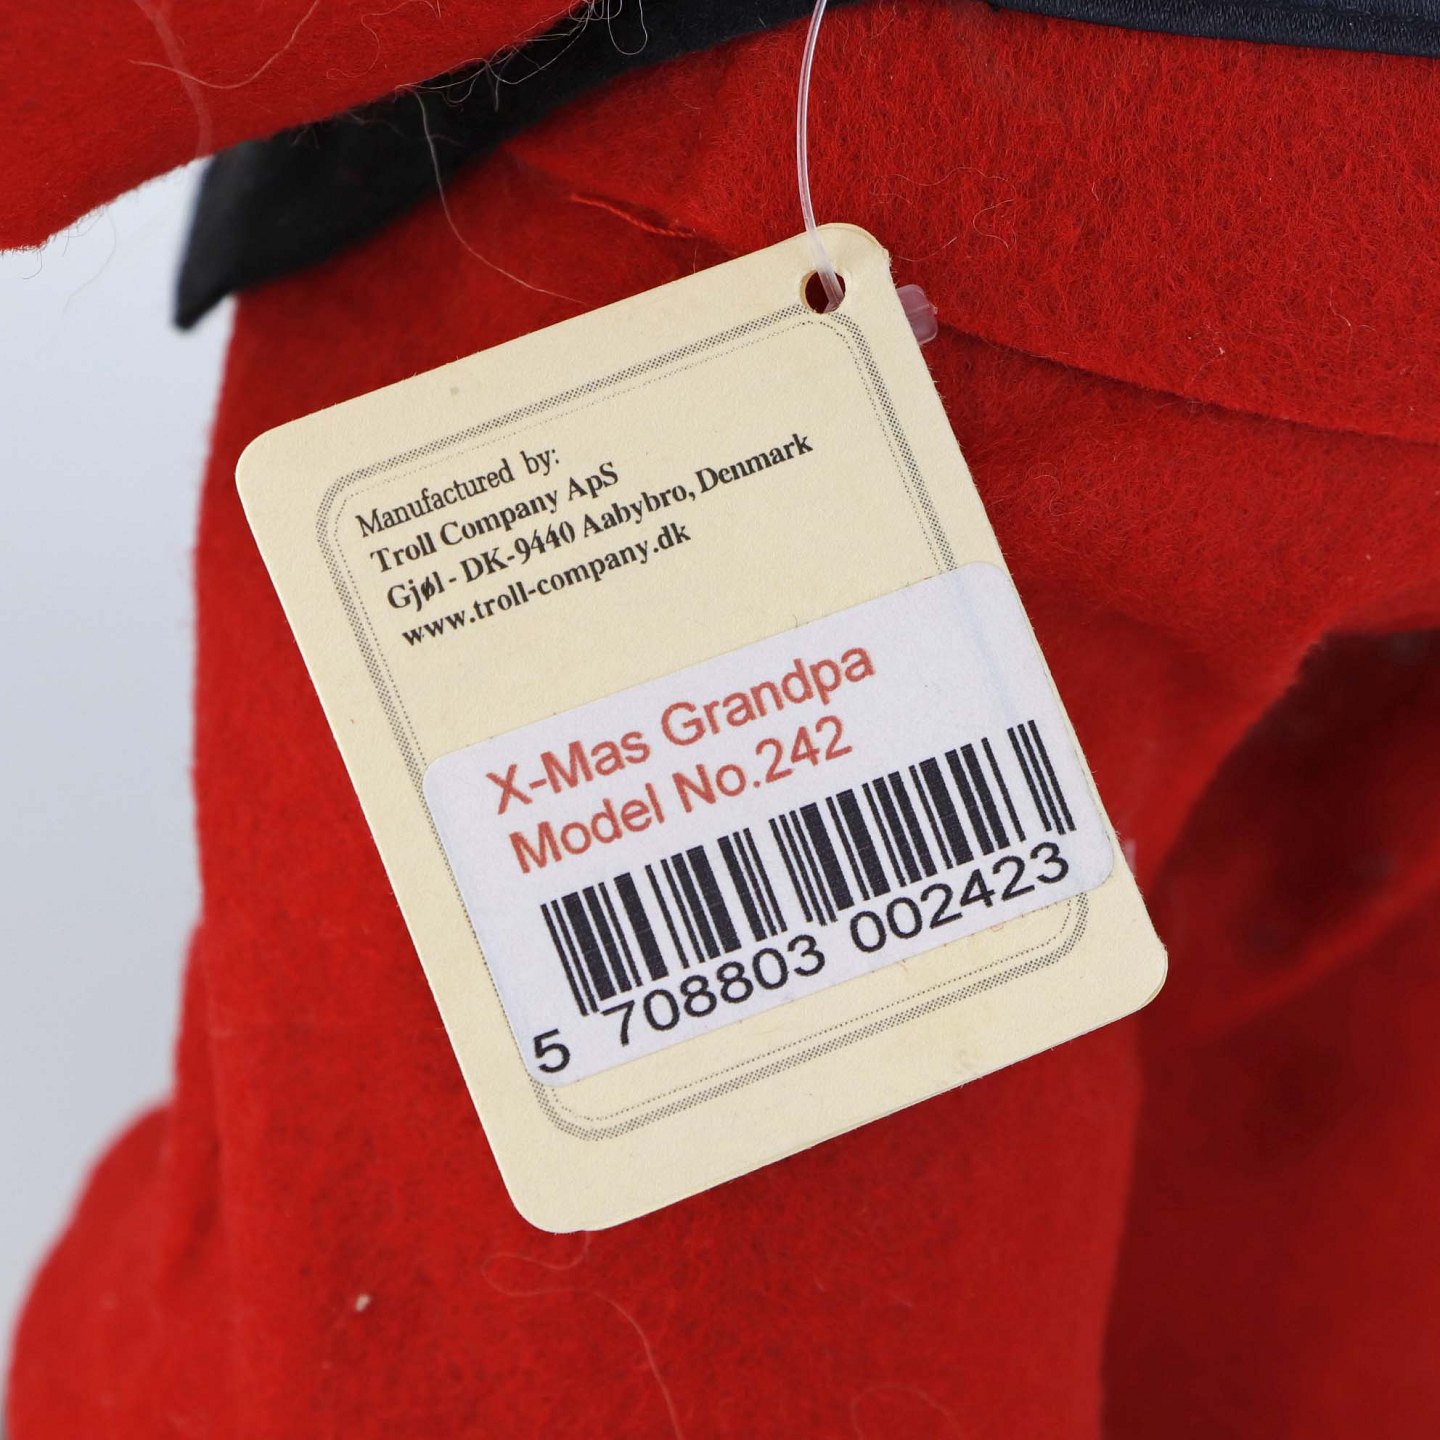 Manufactured by:
Troll Company ApS
Gjøl - DK-9440 Aabybro, Denmark
www.troll-company.dk
X-Mas Grandpa
Model No.242
5 708803 002423